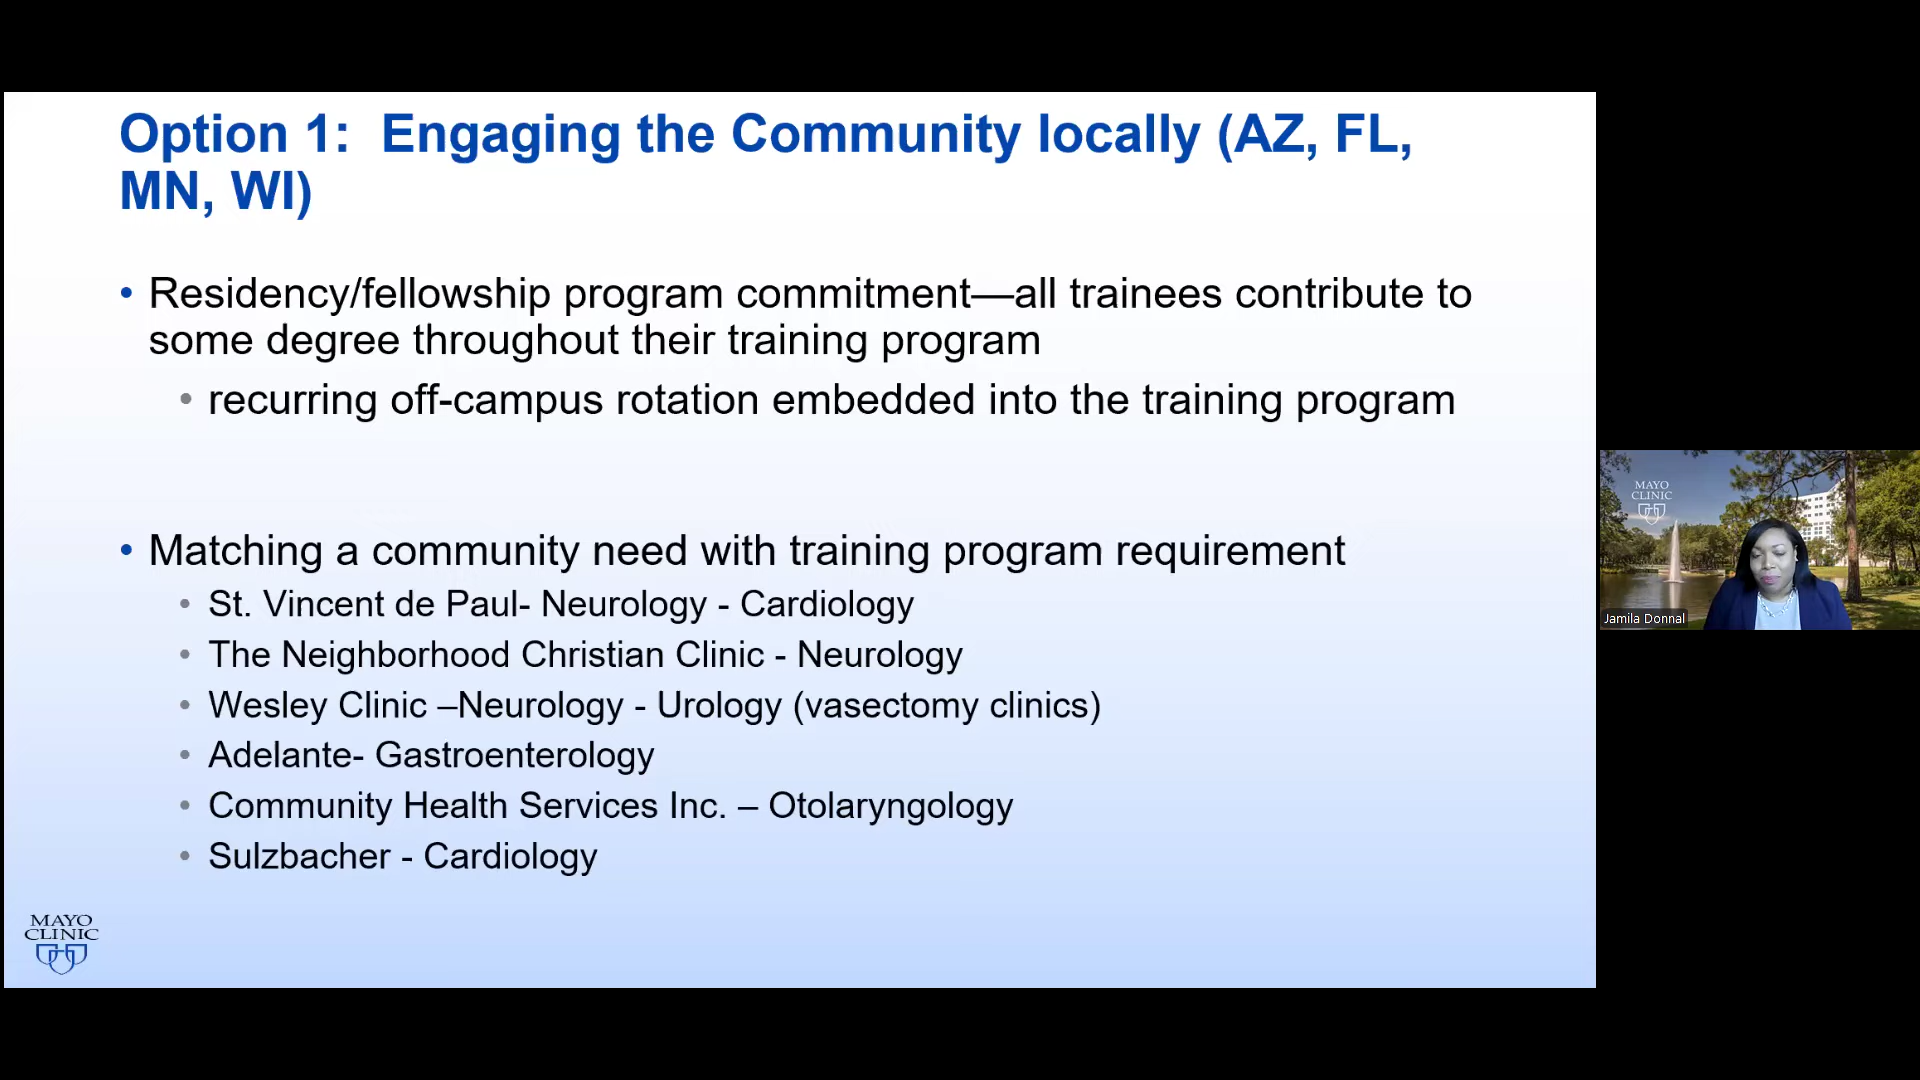 Option 1:  Engaging the Community locally (AZ, FL,
MN, WI)
• Residency/fellowship program commitment—all trainees contribute to
some degree throughout their training program
• recurring off-campus rotation embedded into the training program
• Matching a community need with training program requirement
• St. Vincent de Paul- Neurology - Cardiology
• The Neighborhood Christian Clinic - Neurology
• Wesley Clinic –Neurology - Urology (vasectomy clinics)
• Adelante- Gastroenterology
• Community Health Services Inc. – Otolaryngology
• Sulzbacher - Cardiology
MAYO
CLINIC
MAYO
CLINIC
Jamila Donnal